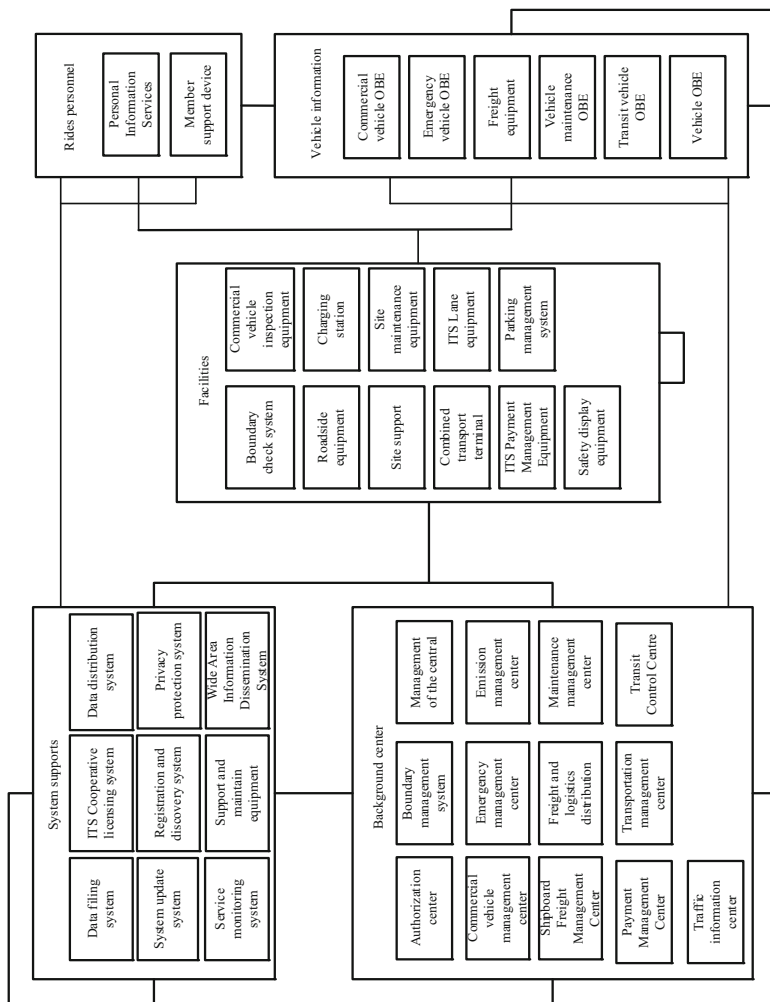 System supports
Data filing
system
ITS Cooperative
licensing system
Data distribution
system
System update
system
Registration and
discovery system
Privacy
protection system
Service
monitoring
system
Support and
maintain
equipment
Wide Area
Information
Dissemination
System
Background center
Authorization
center
Boundary
management
system
Management
of the central
Commercial
vehicle
management
center
Emergency
management
center
Emission
management
center
Shipboard
Freight
Management
Center
Freight and
logistics
distribution
Maintenance
management
center
Payment
Management
Center
Transportation
management
center
Transit
Control Centre
Traffic
information
center
Facilities
Boundary
check system
Commercial
vehicle
inspection
equipment
Roadside
equipment
Charging
station
Site support
Site
maintenance
equipment
Combined
transport
terminal
ITS Lane
equipment
ITS Payment
Management
Equipment
Parking
management
system
Safety display
equipment
Rides personnel
Personal
Information
Services
Member
support device
Vehicle information
Commercial
vehicle OBE
Emergency
vehicle OBE
Freight
equipment
Vehicle
maintenance
OBE
Transit vehicle
OBE
Vehicle OBE